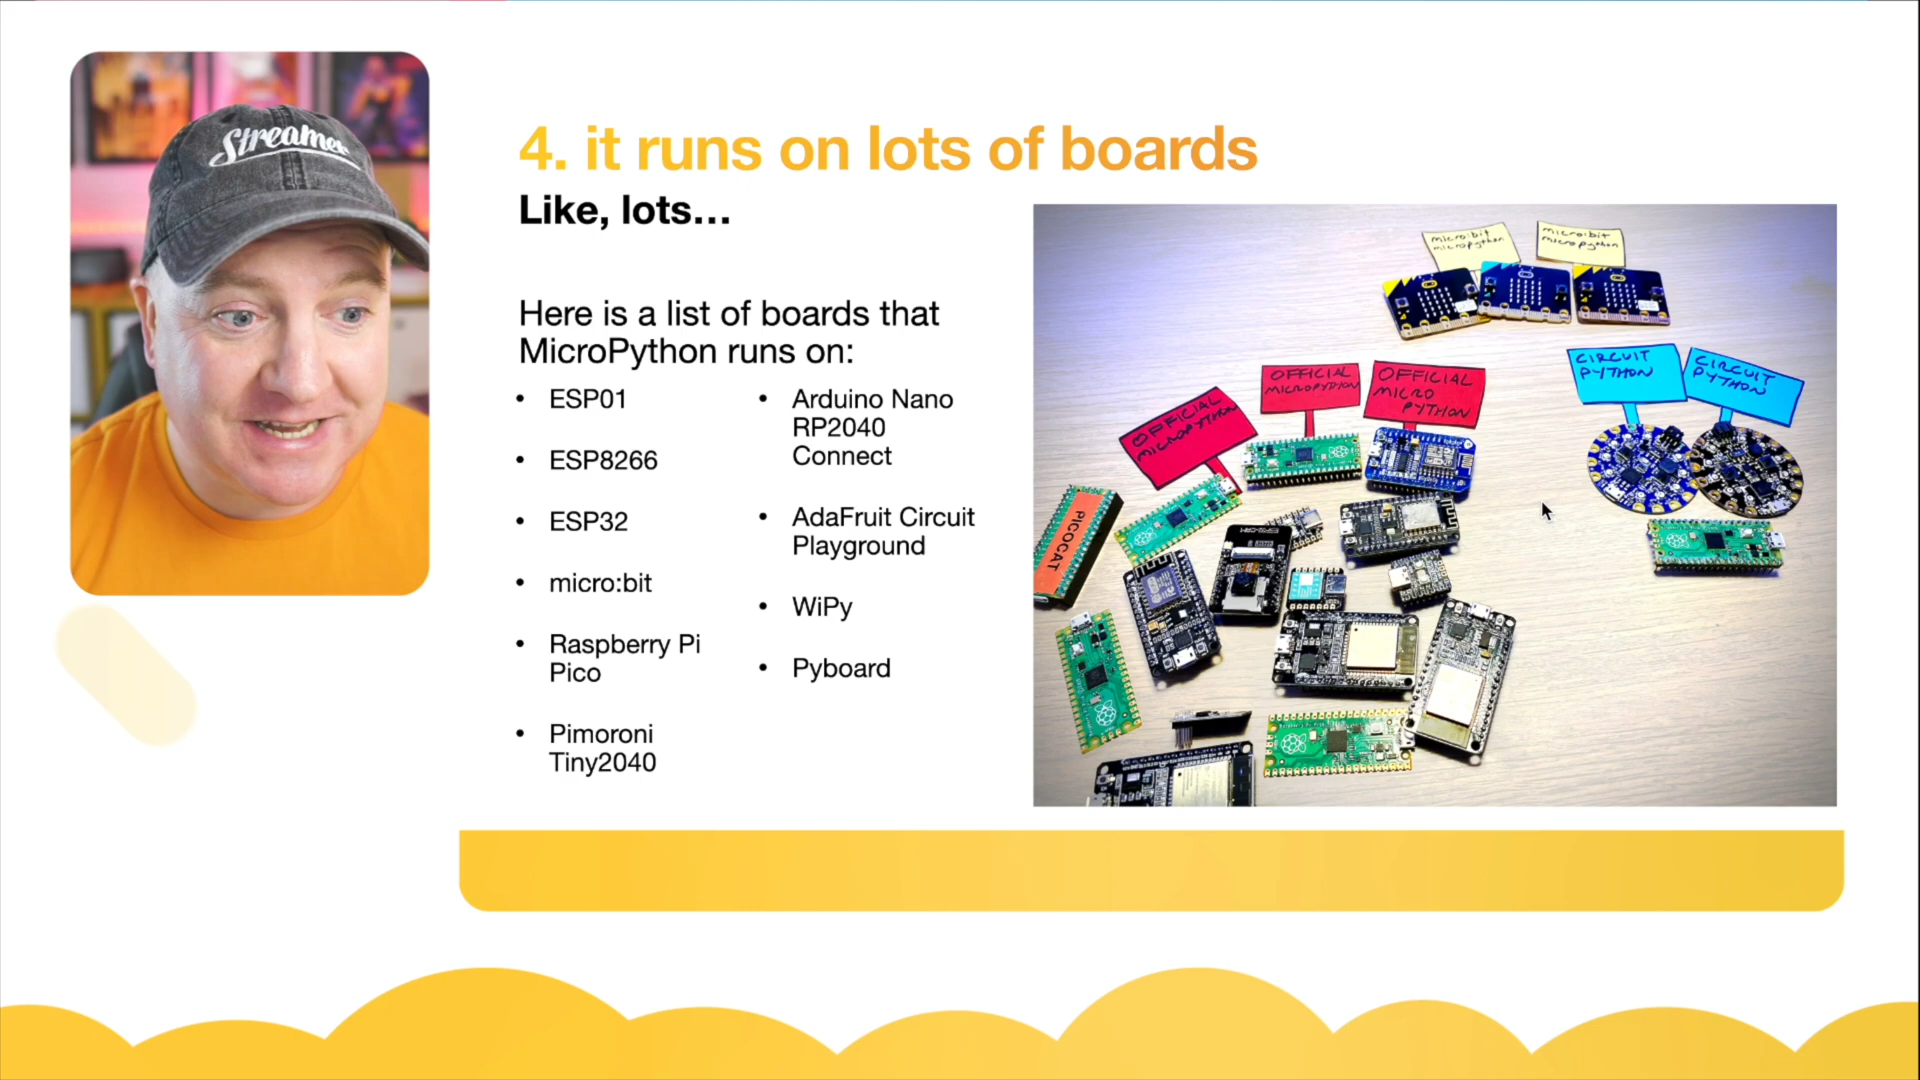 Streamer
4. it runs on lots of boards
Like, lots...
Here is a list of boards that
MicroPython runs on:
• ESP01
• ESP8266
• ESP32
• micro:bit
• Raspberry Pi
Pico
• Pimoroni
Tiny2040
• Arduino Nano
RP2040
Connect
• AdaFruit Circuit
Playground
• WiPy
• Pyboard
micro:bit
micropython
micro:bit
micropython
OFFICIAL
MICROPYTHON
OFFICIAL
MICROPYTHON
OFFICIAL
MICRO
PYTHON
CIRCUIT
PYTHON
CIRCUIT
PYTHON
PICOCAT